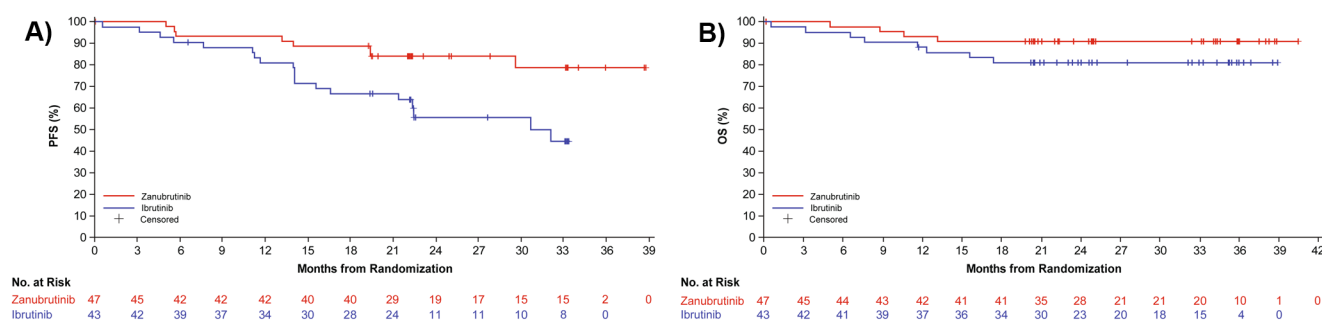 A)
PFS (%)
100
90
80
70
60
50
40
30
20
10
0
Zanubrutinib
Ibrutinib
Censored
0 3 6 9 12 15 18 21 24 27 30 33 36 39
Months from Randomization
No. at Risk
Zanubrutinib 47 45 42 42 42 40 40 29 19 17 15 15 2 0
Ibrutinib 43 42 39 37 34 30 28 24 11 11 10 8 0
B)
OS (%)
100
90
80
70
60
50
40
30
20
10
0
Zanubrutinib
Ibrutinib
Censored
0 3 6 9 12 15 18 21 24 27 30 33 36 39 42
Months from Randomization
No. at Risk
Zanubrutinib 47 45 44 43 42 41 41 35 28 21 21 20 10 1 0
Ibrutinib 43 42 41 39 37 36 34 30 23 20 18 15 4 0